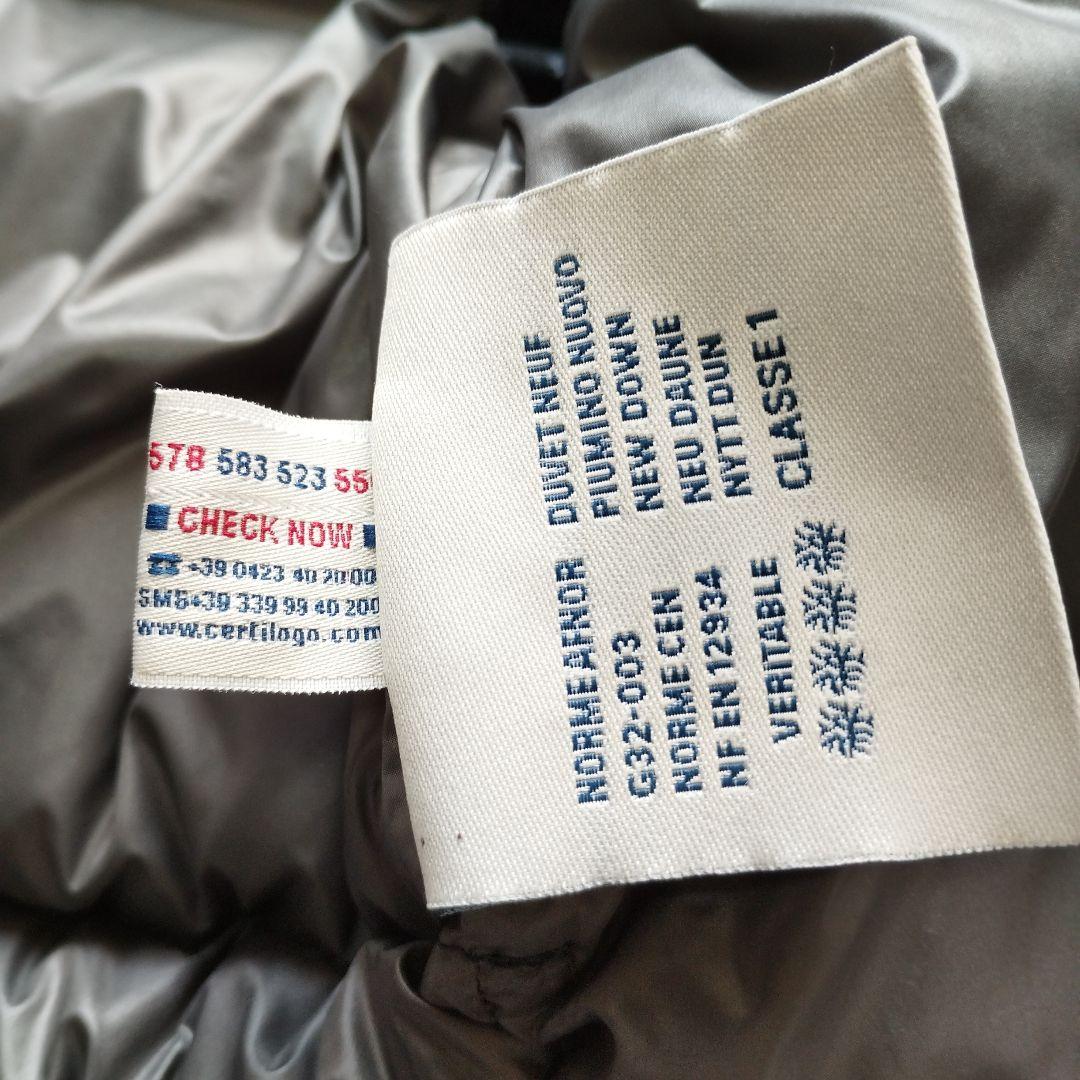 578 583 523 55
CHECK NOW
☎ +39 0423 40 20 00
SMS+39 339 99 40 200
www.certilogo.com
DUVET NEUF
PIUMINO NUOVO
NEW DOWN
NEU DAUNE
NYTT DUN
CLASSE 1
NORME AFNOR
G32-003
NORME CEN
NF EN 12934
VERITABLE